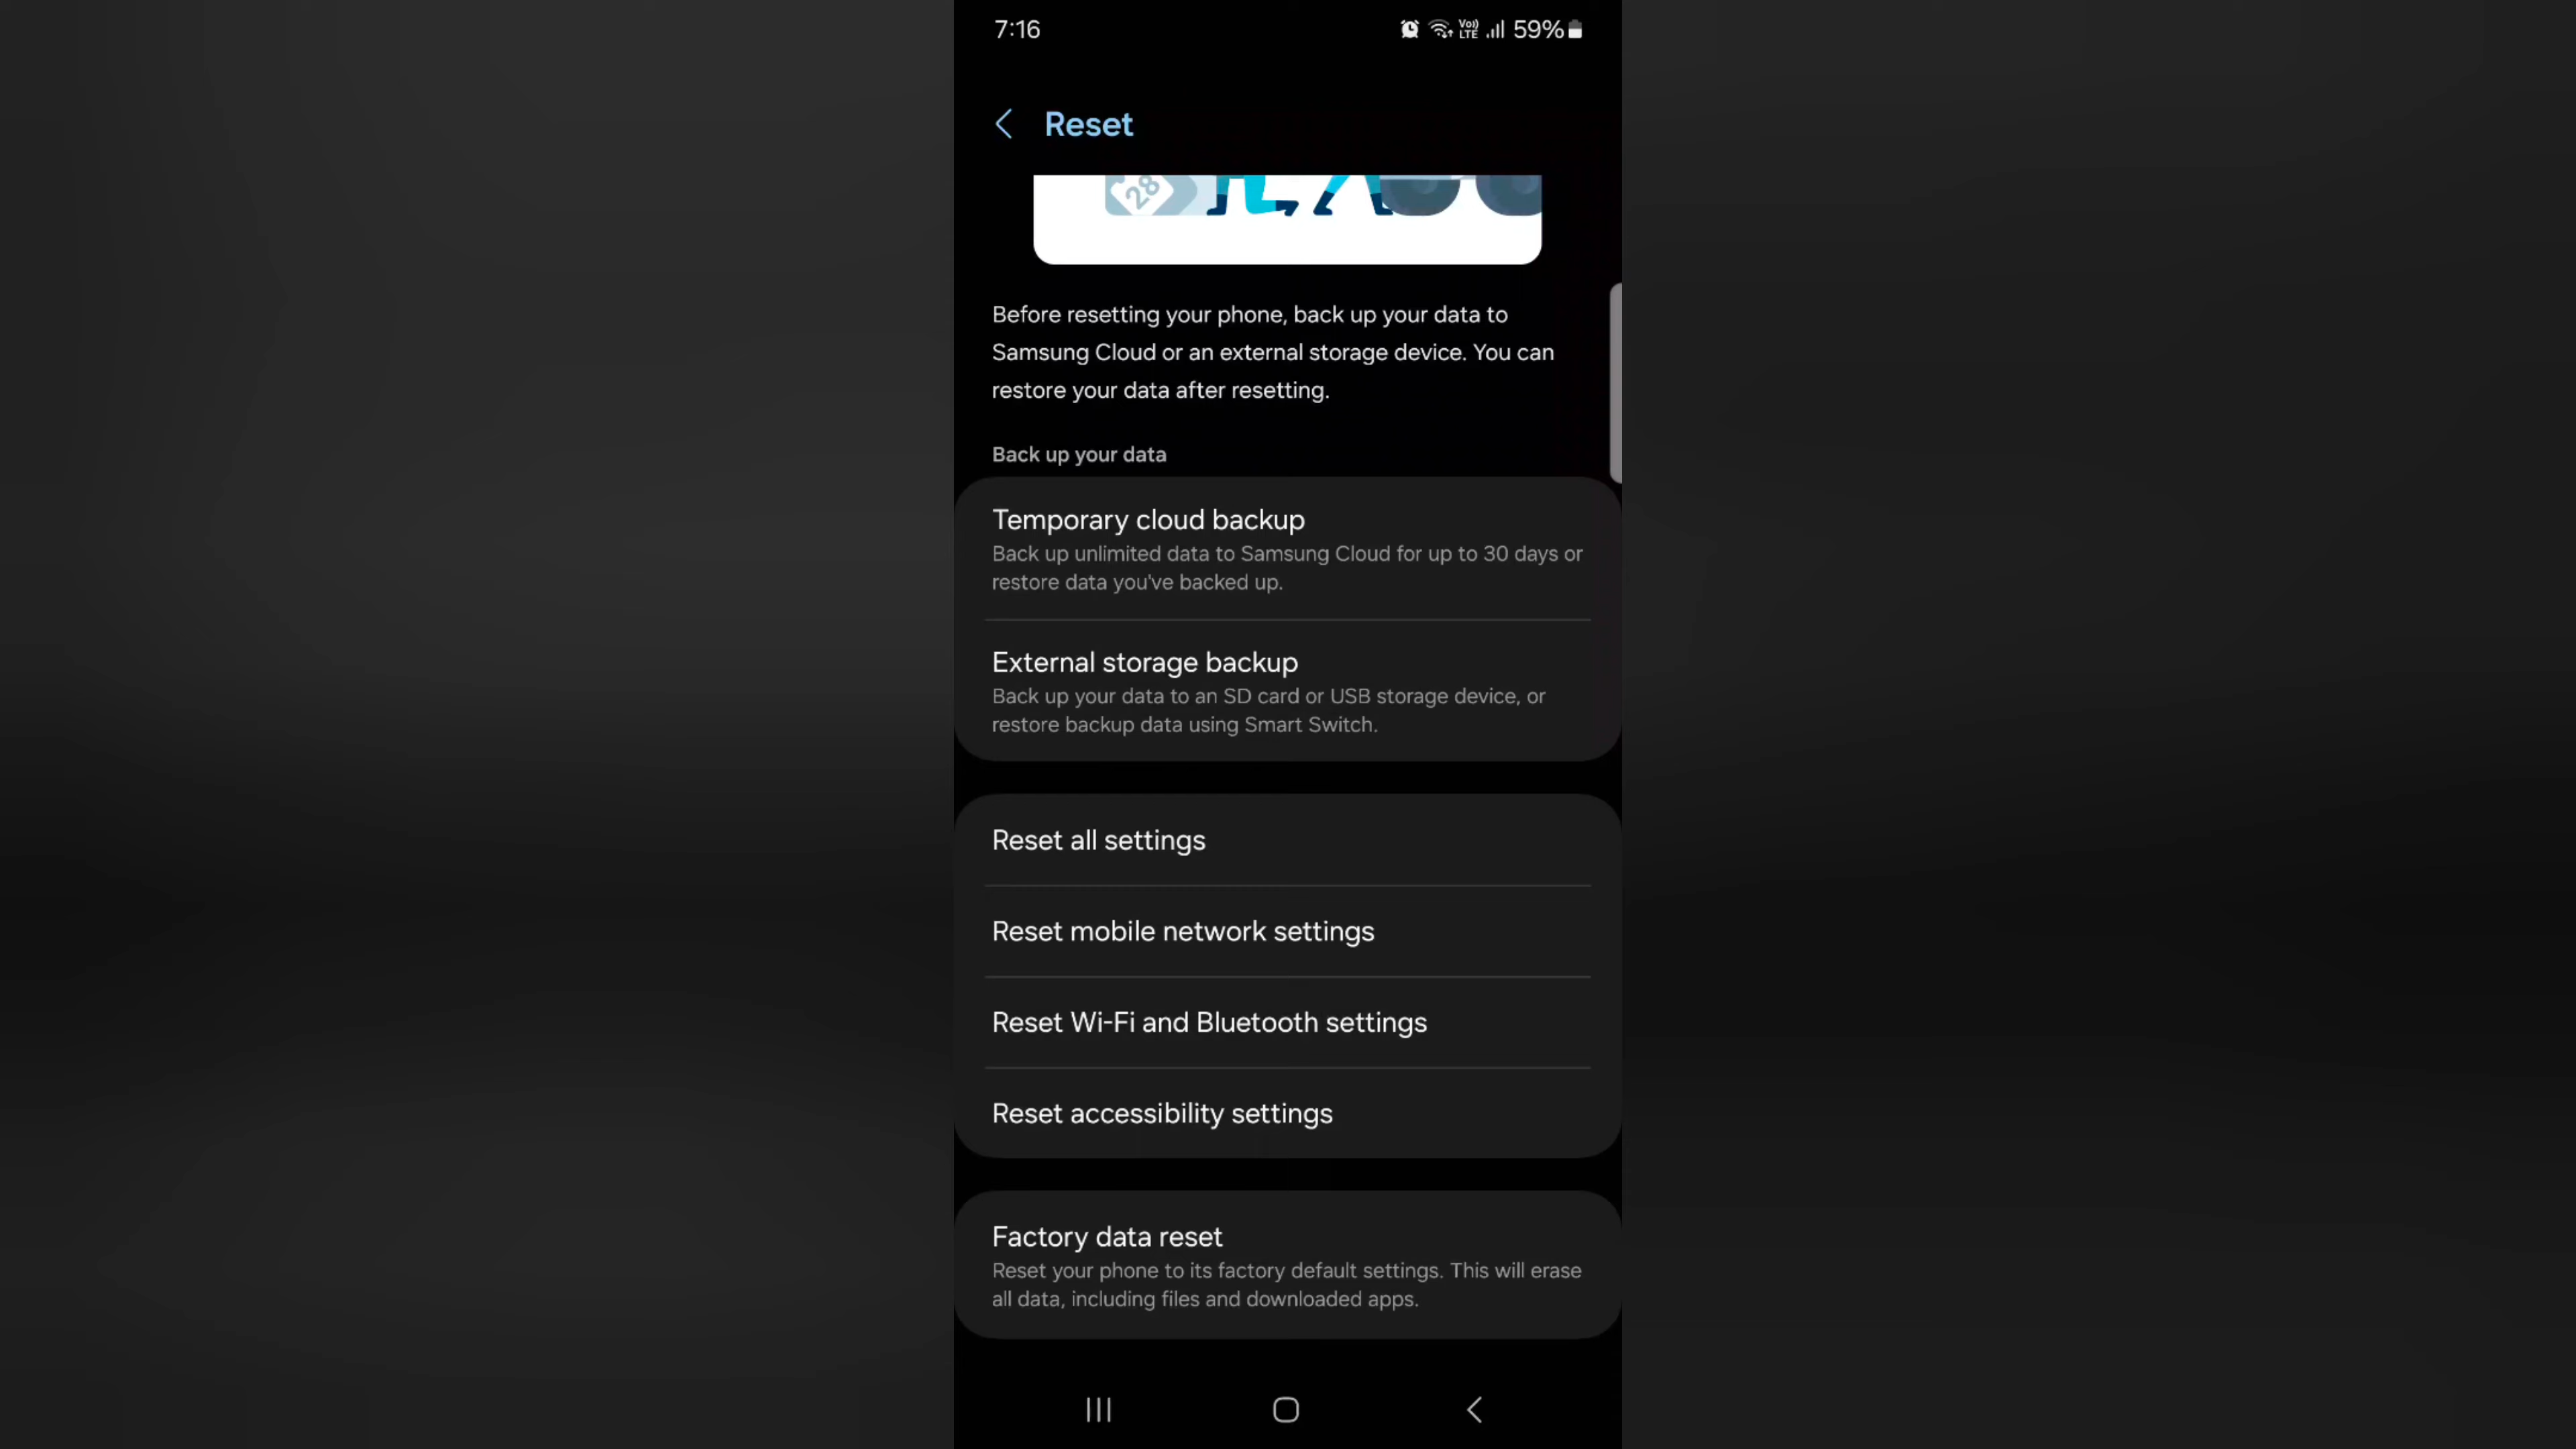 7:16
Vo)) LTE 59%
Reset
28
Before resetting your phone, back up your data to
Samsung Cloud or an external storage device. You can
restore your data after resetting.
Back up your data
Temporary cloud backup
Back up unlimited data to Samsung Cloud for up to 30 days or
restore data you've backed up.
External storage backup
Back up your data to an SD card or USB storage device, or
restore backup data using Smart Switch.
Reset all settings
Reset mobile network settings
Reset Wi-Fi and Bluetooth settings
Reset accessibility settings
Factory data reset
Reset your phone to its factory default settings. This will erase
all data, including files and downloaded apps.